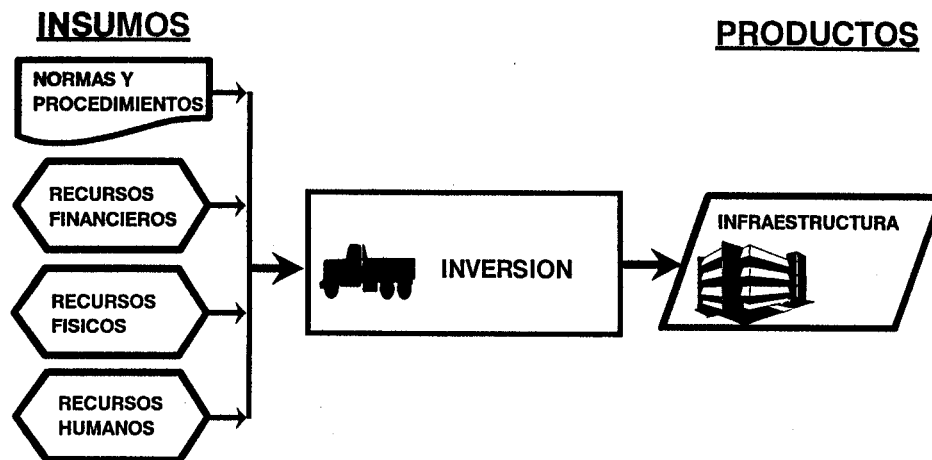 INSUMOS
PRODUCTOS
NORMAS Y
PROCEDIMIENTOS
RECURSOS
FINANCIEROS
RECURSOS
FISICOS
RECURSOS
HUMANOS
INVERSION
INFRAESTRUCTURA